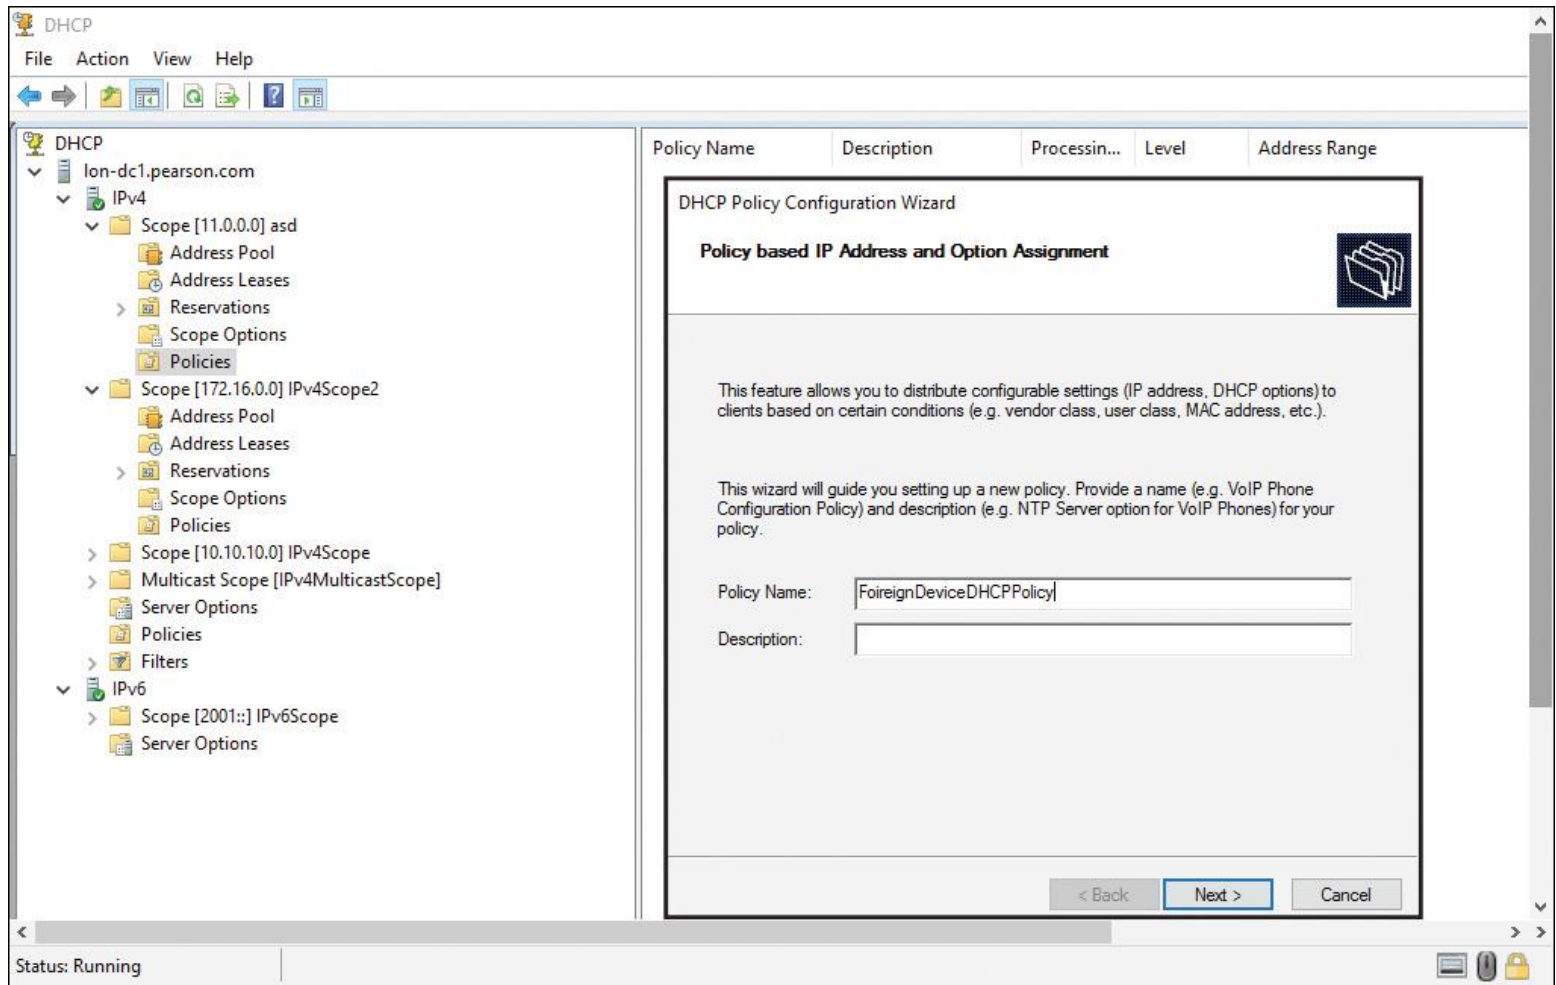 DHCP
File Action View Help
DHCP
lon-dc1.pearson.com
IPv4
Scope [11.0.0.0] asd
Address Pool
Address Leases
Reservations
Scope Options
Policies
Scope [172.16.0.0] IPv4Scope2
Address Pool
Address Leases
Reservations
Scope Options
Policies
Scope [10.10.10.0] IPv4Scope
Multicast Scope [IPv4MulticastScope]
Server Options
Policies
Filters
IPv6
Scope [2001::] IPv6Scope
Server Options
Policy Name Description Processin... Level Address Range
DHCP Policy Configuration Wizard
Policy based IP Address and Option Assignment
This feature allows you to distribute configurable settings (IP address, DHCP options) to
clients based on certain conditions (e.g. vendor class, user class, MAC address, etc.).
This wizard will guide you setting up a new policy. Provide a name (e.g. VoIP Phone
Configuration Policy) and description (e.g. NTP Server option for VoIP Phones) for your
policy.
Policy Name: FoireignDeviceDHCPPolicy
Description:
< Back Next > Cancel
Status: Running